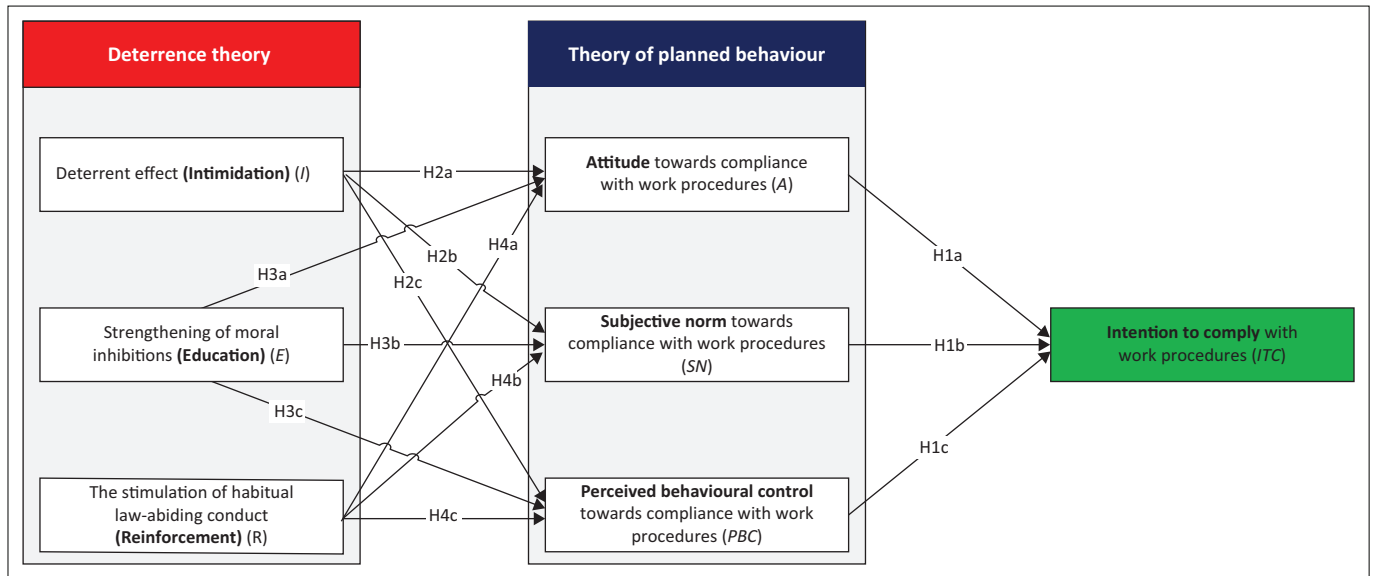 Deterrence theory
Theory of planned behaviour
Deterrent effect (Intimidation) (I)
H2a
Attitude towards compliance
with work procedures (A)
H4a
H2b
H1a
H3a
H2c
Strengthening of moral
inhibitions (Education) (E)
H3b
Subjective norm towards
compliance with work procedures
(SN)
H1b
Intention to comply with
work procedures (ITC)
H4b
H3c
H1c
The stimulation of habitual
law-abiding conduct
(Reinforcement) (R)
H4c
Perceived behavioural control
towards compliance with work
procedures (PBC)